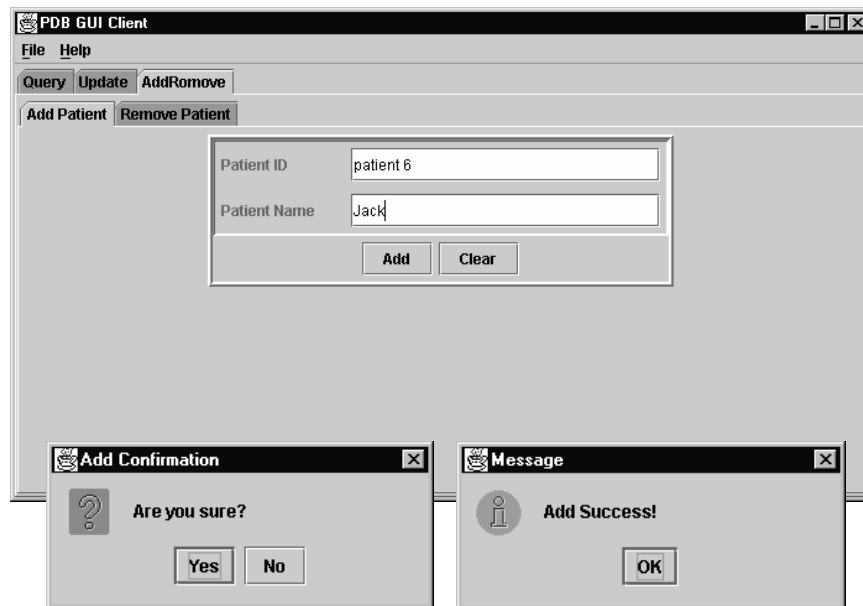 PDB GUI Client
File Help
Query Update AddRomove
Add Patient Remove Patient
Patient ID patient 6
Patient Name Jack
Add Clear
Add Confirmation
Are you sure?
Yes No
Message
Add Success!
OK